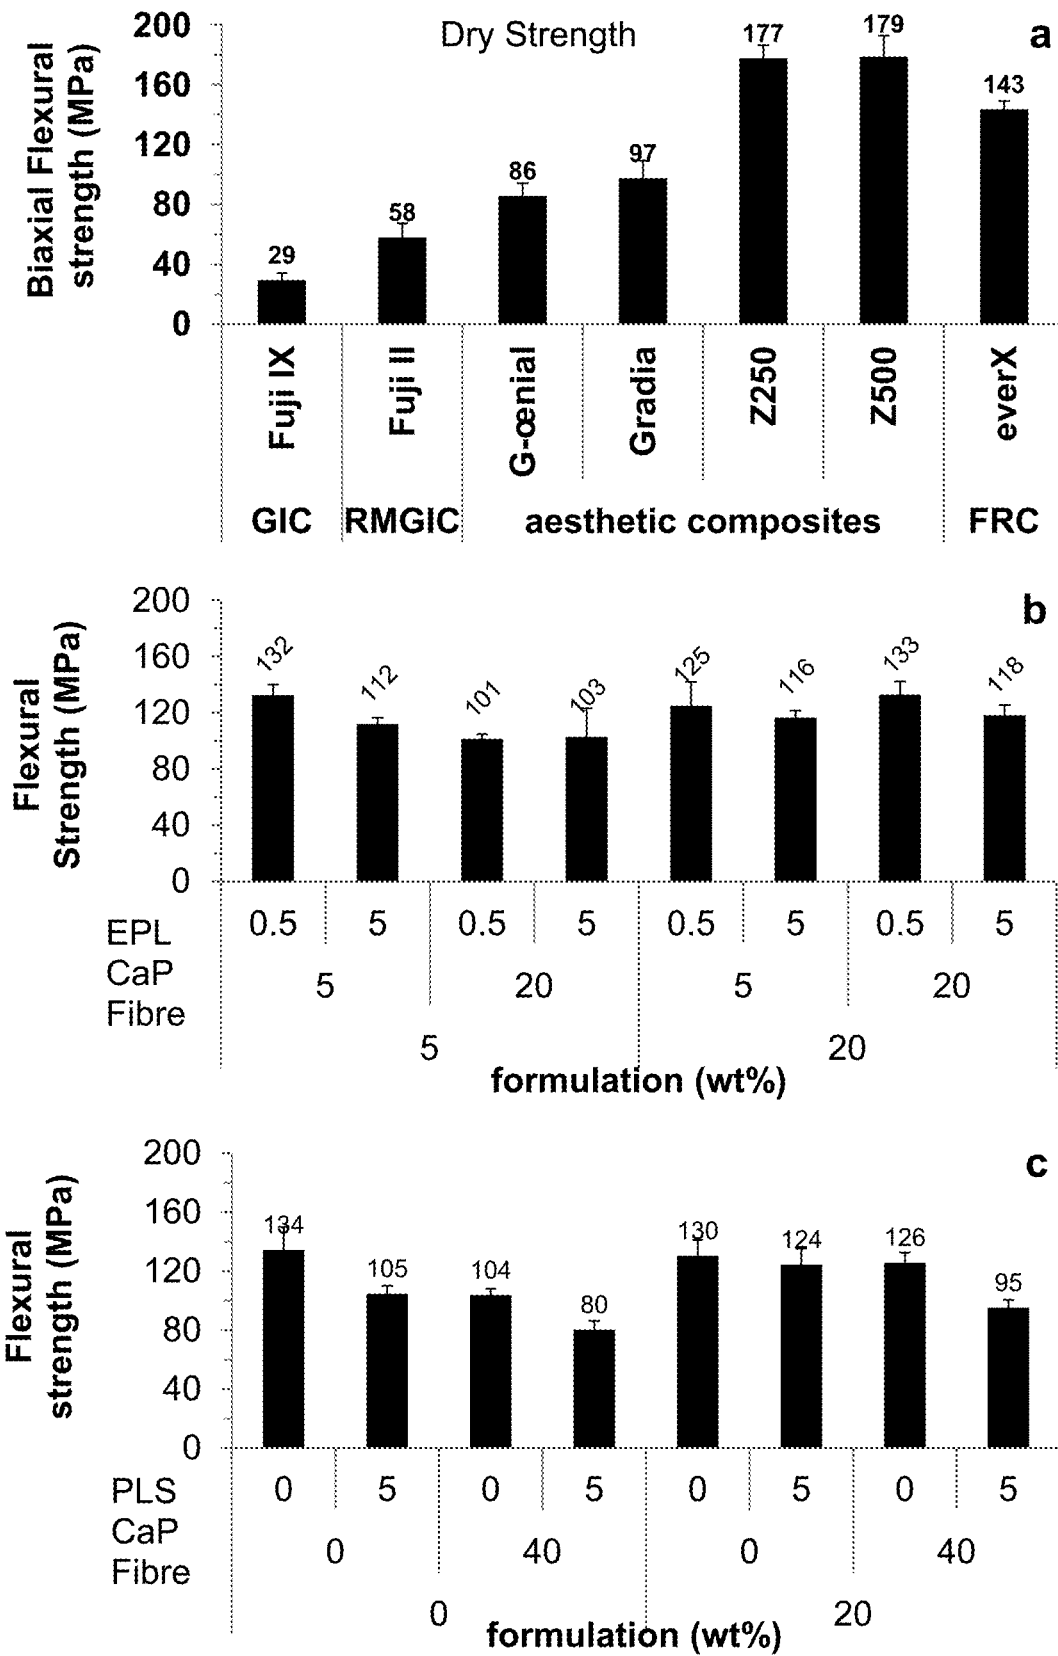 Dry Strength
a
Biaxial Flexural
strength (MPa)
200
160
120
80
40
0
29
58
86
97
177
179
143
Fuji IX
Fuji II
G-œnial
Gradia
Z250
Z500
everX
GIC
RMGIC
aesthetic composites
FRC
b
Flexural
Strength (MPa)
200
160
120
80
40
0
132
112
101
103
125
116
133
118
EPL
0.5 5 0.5 5 0.5 5 0.5 5
CaP
5 20 5 20
Fibre
5 20
formulation (wt%)
c
Flexural
strength (MPa)
200
160
120
80
40
0
134
105
104
80
130
124
126
95
PLS
0 5 0 5 0 5 0 5
CaP
0 40 0 40
Fibre
0 20
formulation (wt%)